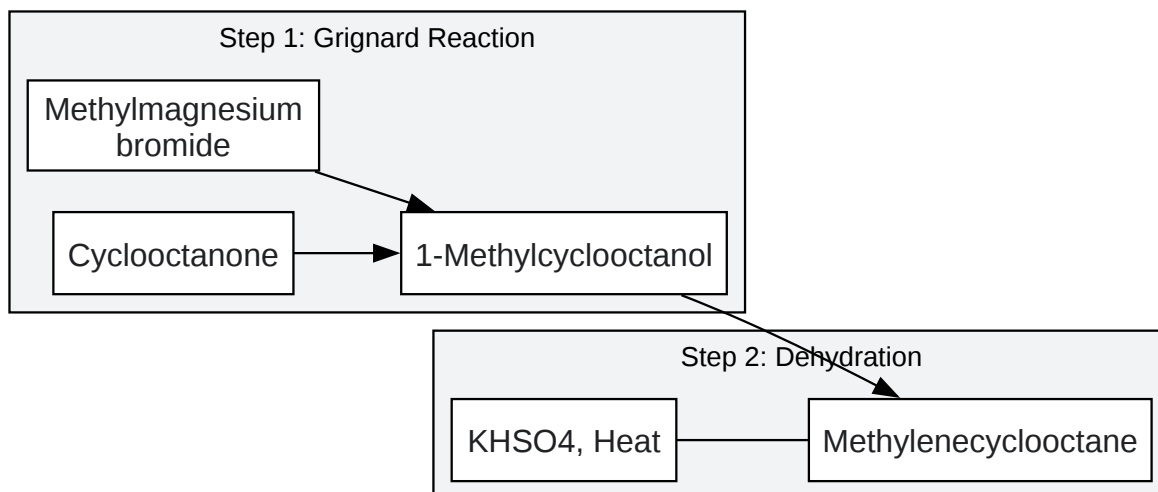 Step 1: Grignard Reaction
Methylmagnesium
bromide
Cyclooctanone
1-Methylcyclooctanol
Step 2: Dehydration
KHSO4, Heat
Methylenecyclooctane